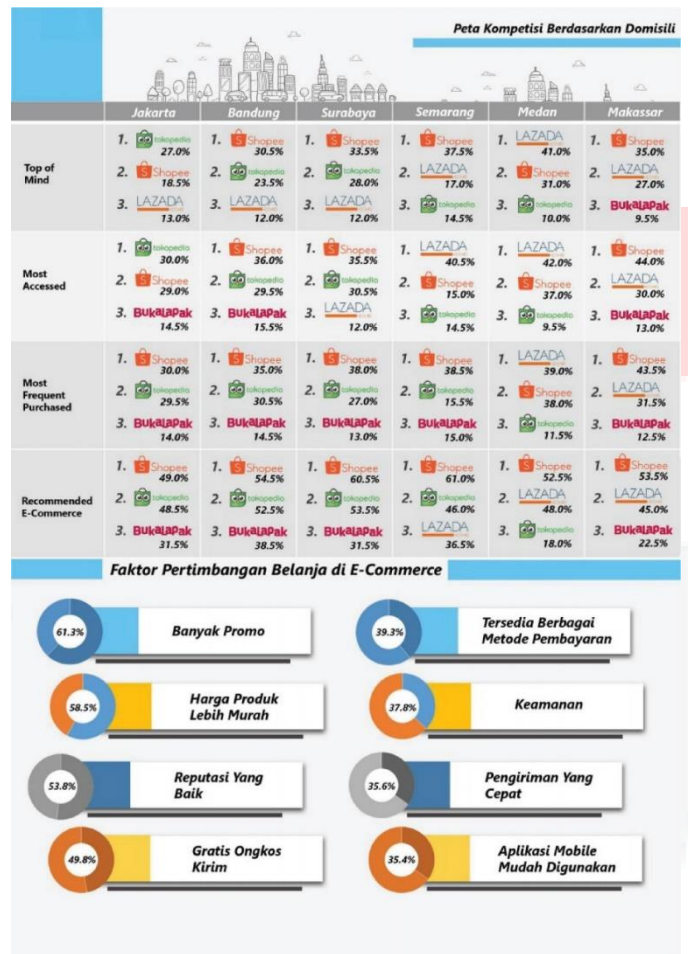 Peta Kompetisi Berdasarkan Domisili
Jakarta Bandung Surabaya Semarang Medan Makassar
Top of Mind
1. tokopedia 27.0%
2. Shopee 18.5%
3. LAZADA 13.0%
1. Shopee 30.5%
2. tokopedia 23.5%
3. LAZADA 12.0%
1. Shopee 33.5%
2. tokopedia 28.0%
3. LAZADA 12.0%
1. Shopee 37.5%
2. LAZADA 17.0%
3. tokopedia 14.5%
1. LAZADA 41.0%
2. Shopee 31.0%
3. tokopedia 10.0%
1. Shopee 35.0%
2. LAZADA 27.0%
3. BukaLapak 9.5%
Most Accessed
1. tokopedia 30.0%
2. Shopee 29.0%
3. BukaLapak 14.5%
1. Shopee 36.0%
2. tokopedia 29.5%
3. BukaLapak 15.5%
1. Shopee 35.5%
2. tokopedia 30.5%
3. LAZADA 12.0%
1. LAZADA 40.5%
2. Shopee 15.0%
3. tokopedia 14.5%
1. LAZADA 42.0%
2. Shopee 37.0%
3. tokopedia 9.5%
1. Shopee 44.0%
2. LAZADA 30.0%
3. BukaLapak 13.0%
Most Frequent Purchased
1. Shopee 30.0%
2. tokopedia 29.5%
3. BukaLapak 14.0%
1. Shopee 35.0%
2. tokopedia 30.5%
3. BukaLapak 14.5%
1. Shopee 38.0%
2. tokopedia 27.0%
3. BukaLapak 13.0%
1. Shopee 38.5%
2. tokopedia 15.5%
3. BukaLapak 15.0%
1. LAZADA 39.0%
2. Shopee 38.0%
3. tokopedia 11.5%
1. Shopee 43.5%
2. LAZADA 31.5%
3. BukaLapak 12.5%
Recommended E-Commerce
1. Shopee 49.0%
2. tokopedia 48.5%
3. BukaLapak 31.5%
1. Shopee 54.5%
2. tokopedia 52.5%
3. BukaLapak 38.5%
1. Shopee 60.5%
2. tokopedia 53.5%
3. BukaLapak 31.5%
1. Shopee 61.0%
2. tokopedia 46.0%
3. LAZADA 36.5%
1. Shopee 52.5%
2. LAZADA 48.0%
3. tokopedia 18.0%
1. Shopee 53.5%
2. LAZADA 45.0%
3. BukaLapak 22.5%
Faktor Pertimbangan Belanja di E-Commerce
61.3% Banyak Promo
39.3% Tersedia Berbagai
Metode Pembayaran
58.5% Harga Produk
Lebih Murah
37.8% Keamanan
53.8% Reputasi Yang
Baik
35.6% Pengiriman Yang
Cepat
49.8% Gratis Ongkos
Kirim
35.4% Aplikasi Mobile
Mudah Digunakan